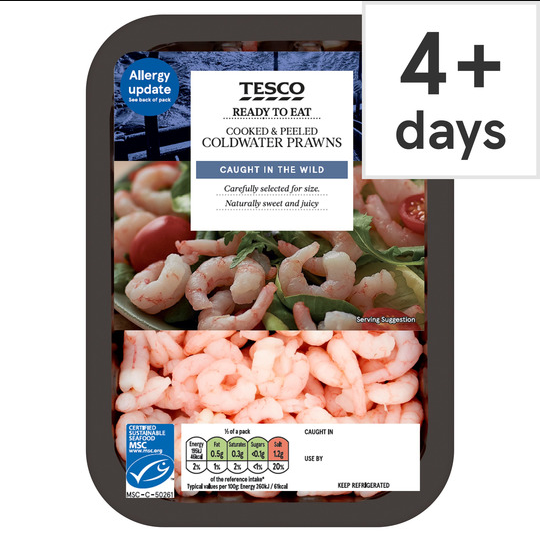 4+
days
Allergy
update
See back of pack
TESCO
READY TO EAT
COOKED & PEELED
COLDWATER PRAWNS
CAUGHT IN THE WILD
Carefully selected for size.
Naturally sweet and juicy
Serving Suggestion
CERTIFIED
SUSTAINABLE
SEAFOOD
MSC
www.msc.org
MSC-C-50261
⅓ of a pack
Energy Fat Saturates Sugars Salt
195kJ 0.5g 0.3g <0.1g 1.2g
46kcal
2% 1% 2% <1% 20%
of the reference intake*
Typical values per 100g: Energy 260kJ / 61kcal
CAUGHT IN
USE BY
KEEP REFRIGERATED